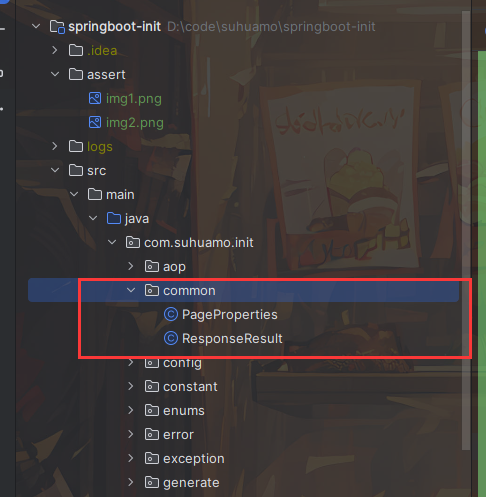 springboot-init D:\code\suhuamo\springboot-init
.idea
assert
img1.png
img2.png
logs
src
main
java
com.suhuamo.init
aop
common
PageProperties
ResponseResult
config
constant
enums
error
exception
generate